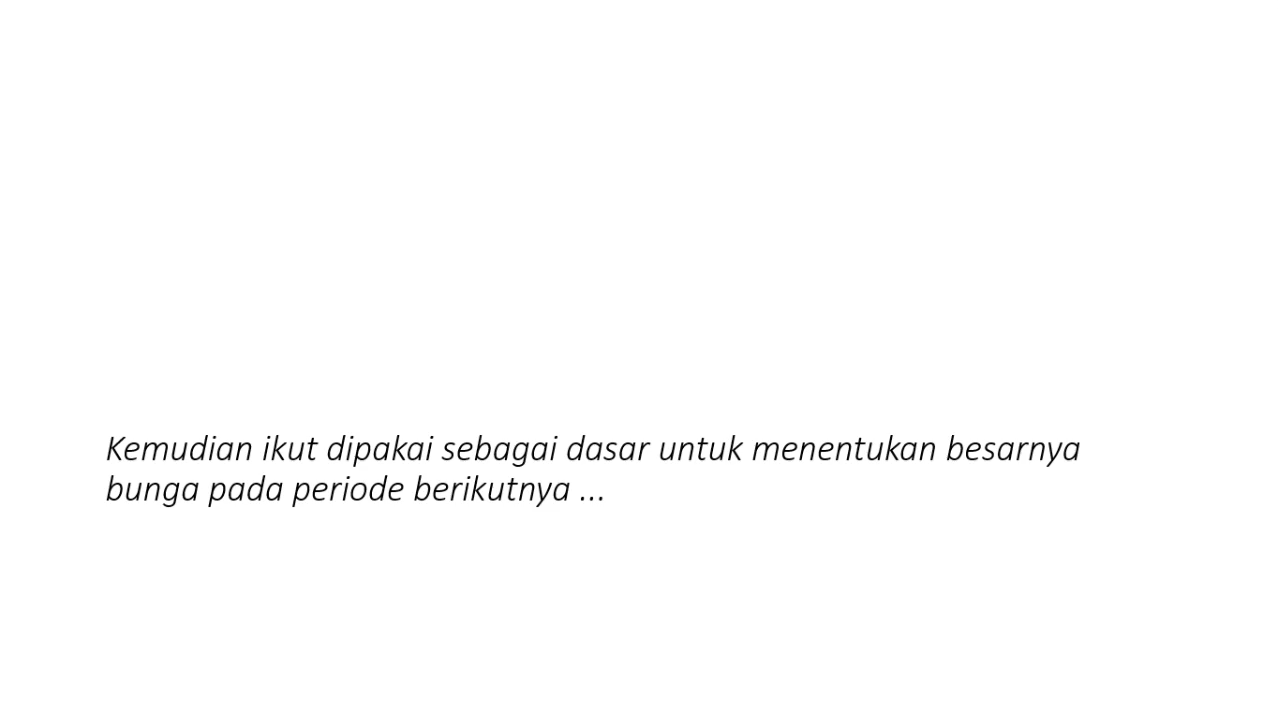 Kemudian ikut dipakai sebagai dasar untuk menentukan besarnya
bunga pada periode berikutnya ...